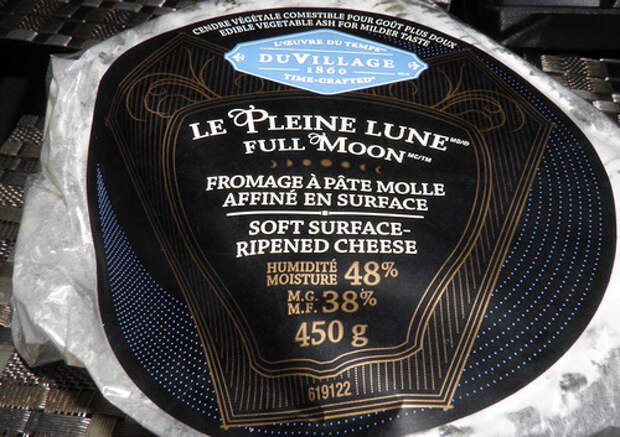 CENDRE VÉGÉTALE COMESTIBLE POUR GOÛT PLUS DOUX
EDIBLE VEGETABLE ASH FOR MILDER TASTE
L'ŒUVRE DU TEMPS
DUVILLAGE
1860
TIME-CRAFTED
LE PLEINE LUNE MD/®
FULL MOON MC/TM
FROMAGE À PÂTE MOLLE
AFFINÉ EN SURFACE
SOFT SURFACE-
RIPENED CHEESE
HUMIDITÉ
MOISTURE 48%
M.G.
M.F. 38%
450 g
619122